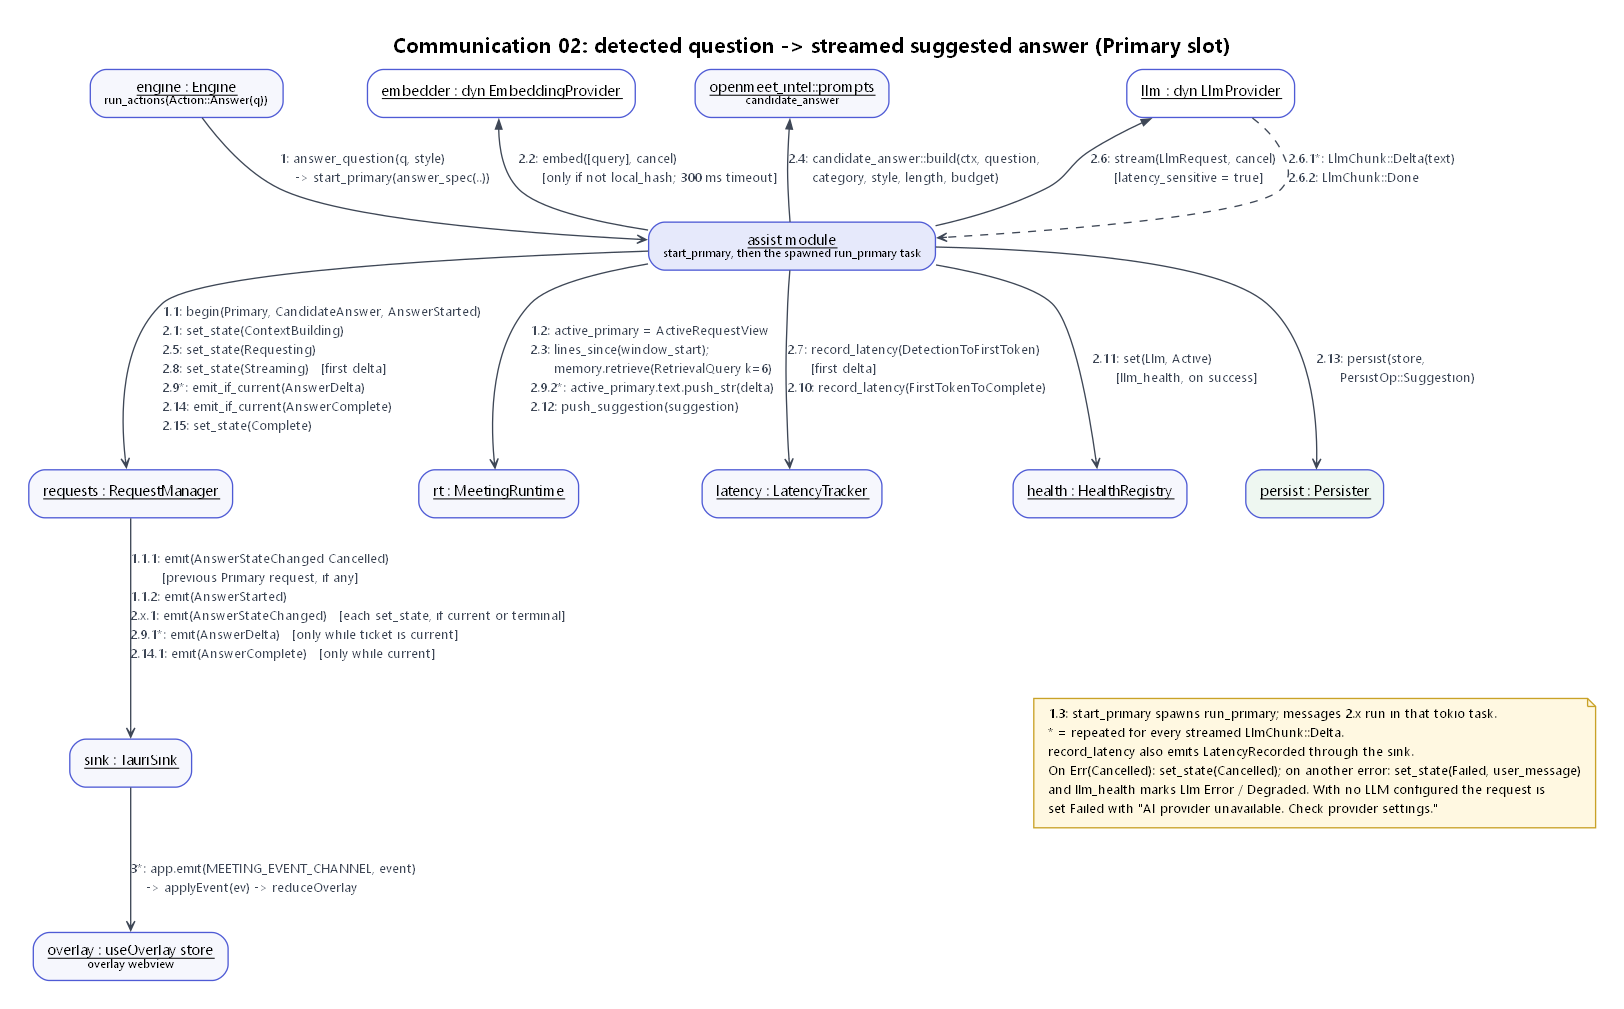 Communication 02: detected question -> streamed suggested answer (Primary slot)
engine : Engine
run_actions(Action::Answer(q))
embedder : dyn EmbeddingProvider
openmeet_intel::prompts
candidate_answer
llm : dyn LlmProvider
1: answer_question(q, style)
-> start_primary(answer_spec(..))
2.2: embed([query], cancel)
[only if not local_hash; 300 ms timeout]
2.4: candidate_answer::build(ctx, question,
category, style, length, budget)
2.6: stream(LlmRequest, cancel)
[latency_sensitive = true]
2.6.1*: LlmChunk::Delta(text)
2.6.2: LlmChunk::Done
assist module
start_primary, then the spawned run_primary task
1.1: begin(Primary, CandidateAnswer, AnswerStarted)
2.1: set_state(ContextBuilding)
2.5: set_state(Requesting)
2.8: set_state(Streaming) [first delta]
2.9*: emit_if_current(AnswerDelta)
2.14: emit_if_current(AnswerComplete)
2.15: set_state(Complete)
1.2: active_primary = ActiveRequestView
2.3: lines_since(window_start);
memory.retrieve(RetrievalQuery k=6)
2.9.2*: active_primary.text.push_str(delta)
2.12: push_suggestion(suggestion)
2.7: record_latency(DetectionToFirstToken)
[first delta]
2.10: record_latency(FirstTokenToComplete)
2.11: set(Llm, Active)
[llm_health, on success]
2.13: persist(store,
PersistOp::Suggestion)
requests : RequestManager
rt : MeetingRuntime
latency : LatencyTracker
health : HealthRegistry
persist : Persister
1.1.1: emit(AnswerStateChanged Cancelled)
[previous Primary request, if any]
1.1.2: emit(AnswerStarted)
2.x.1: emit(AnswerStateChanged) [each set_state, if current or terminal]
2.9.1*: emit(AnswerDelta) [only while ticket is current]
2.14.1: emit(AnswerComplete) [only while current]
sink : TauriSink
1.3: start_primary spawns run_primary; messages 2.x run in that tokio task.
* = repeated for every streamed LlmChunk::Delta.
record_latency also emits LatencyRecorded through the sink.
On Err(Cancelled): set_state(Cancelled); on another error: set_state(Failed, user_message)
and llm_health marks Llm Error / Degraded. With no LLM configured the request is
set Failed with "AI provider unavailable. Check provider settings."
3*: app.emit(MEETING_EVENT_CHANNEL, event)
-> applyEvent(ev) -> reduceOverlay
overlay : useOverlay store
overlay webview